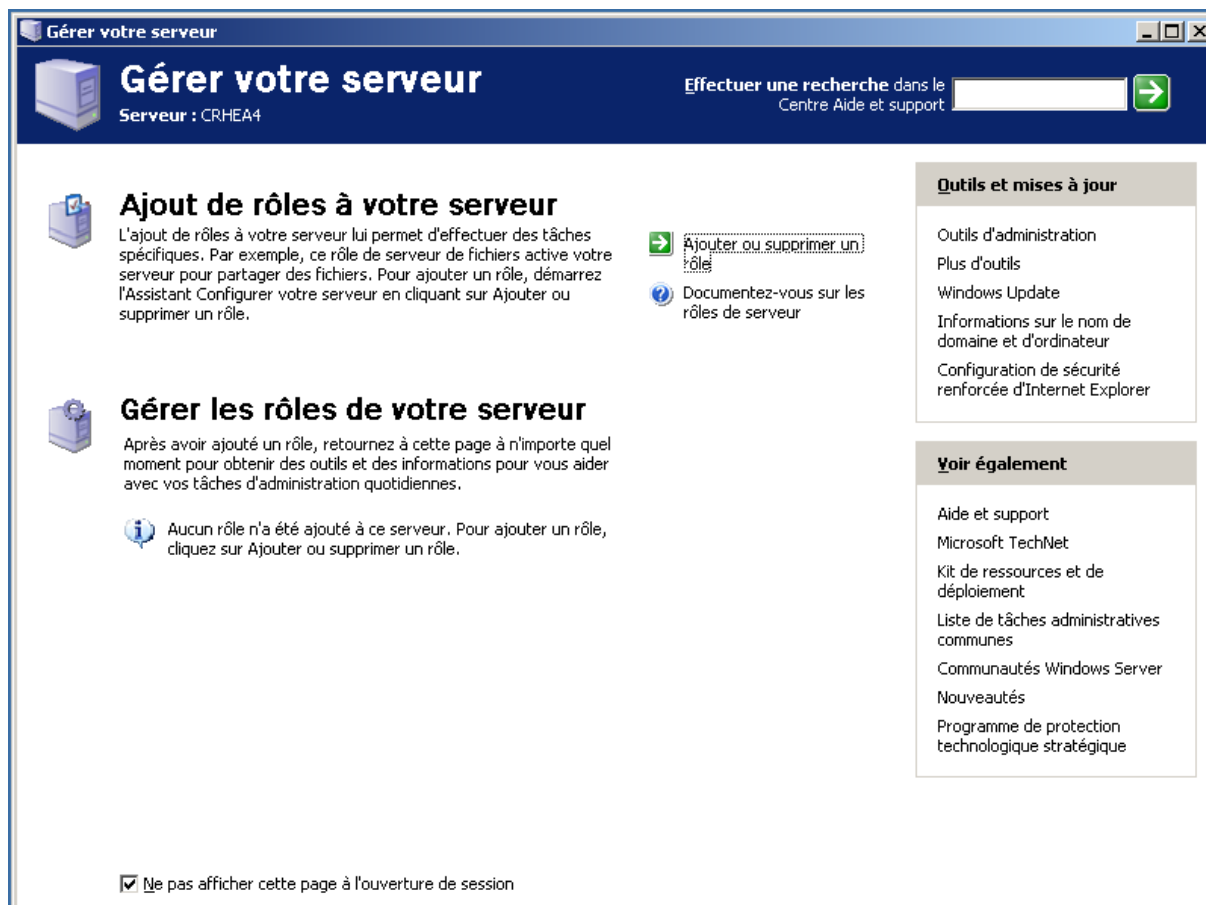 Gérer votre serveur
Gérer votre serveur
Serveur : CRHEA4
Effectuer une recherche dans le
Centre Aide et support
Ajout de rôles à votre serveur
L'ajout de rôles à votre serveur lui permet d'effectuer des tâches
spécifiques. Par exemple, ce rôle de serveur de fichiers active votre
serveur pour partager des fichiers. Pour ajouter un rôle, démarrez
l'Assistant Configurer votre serveur en cliquant sur Ajouter ou
supprimer un rôle.
Ajouter ou supprimer un
rôle
Documentez-vous sur les
rôles de serveur
Gérer les rôles de votre serveur
Après avoir ajouté un rôle, retournez à cette page à n'importe quel
moment pour obtenir des outils et des informations pour vous aider
avec vos tâches d'administration quotidiennes.
Aucun rôle n'a été ajouté à ce serveur. Pour ajouter un rôle,
cliquez sur Ajouter ou supprimer un rôle.
Outils et mises à jour
Outils d'administration
Plus d'outils
Windows Update
Informations sur le nom de
domaine et d'ordinateur
Configuration de sécurité
renforcée d'Internet Explorer
Voir également
Aide et support
Microsoft TechNet
Kit de ressources et de
déploiement
Liste de tâches administratives
communes
Communautés Windows Server
Nouveautés
Programme de protection
technologique stratégique
Ne pas afficher cette page à l'ouverture de session